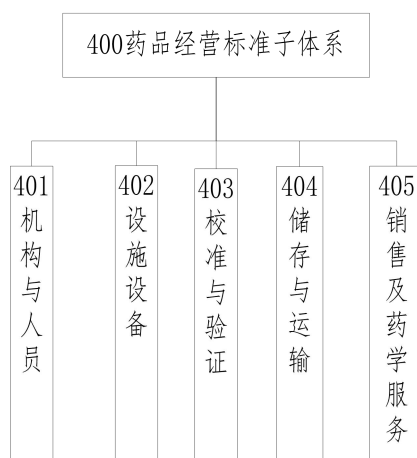 400药品经营标准子体系
401机构与人员
402设施设备
403校准与验证
404储存与运输
405销售及药学服务